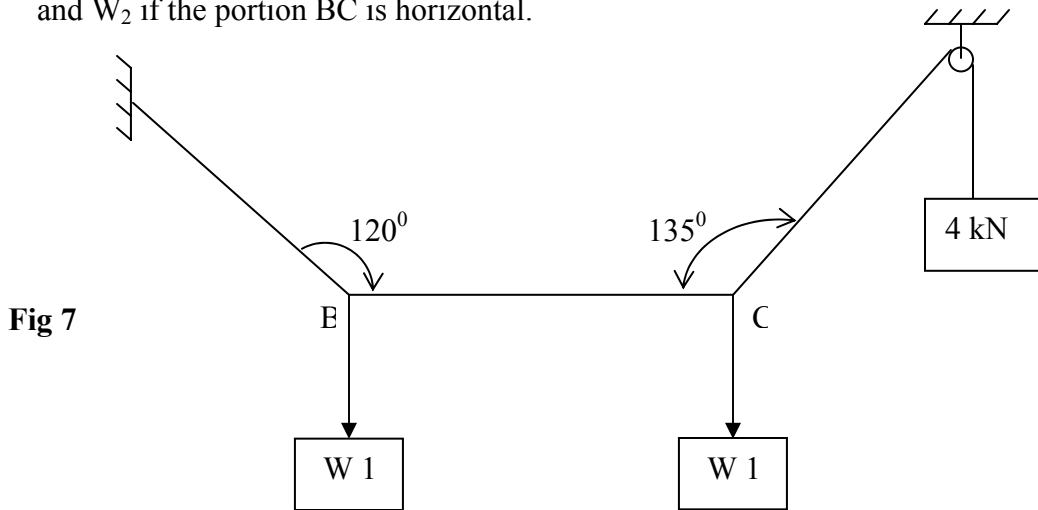 and W₂ if the portion BC is horizontal.
120⁰
135⁰
4 kN
Fig 7
B
C
W 1
W 1